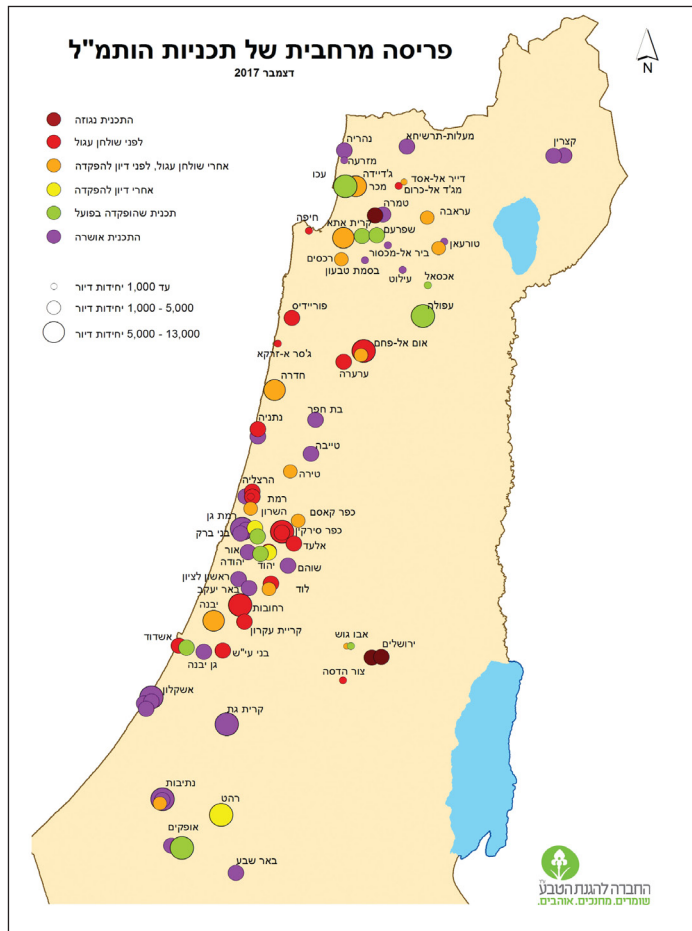 פריסה מרחבית של תכניות הותמ"ל
דצמבר 2017
N
התכנית נגוזה
לפני שולחן עגול
אחרי שולחן עגול, לפני דיון להפקדה
אחרי דיון להפקדה
תכנית שהופקדה בפועל
התכנית אושרה
עד 1,000 יחידות דיור
1,000 - 5,000 יחידות דיור
5,000 - 13,000 יחידות דיור
מעלות-תרשיחא
נהריה
קצרין
מזרעה
ג'דיידה
מכר
עכו
דייר אל-אסד
מג'ד אל-כרום
טמרה
עראבה
חיפה
קרית אתא
שפרעם
טורעאן
ביר אל-מכסור
רכסים
בסמת טבעון
עילוט
אכסאל
עפולה
פוריידיס
ג'סר א-זרקא
אום אל-פחם
ערערה
חדרה
בת חפר
נתניה
טייבה
טירה
הרצליה
רמת
השרון
כפר קאסם
רמת גן
כפר סירקין
בני ברק
אלעד
אור
יהודה
יהוד
שוהם
ראשון לציון
באר יעקב
לוד
רחובות
יבנה
קריית עקרון
אשדוד
בני עי"ש
גן יבנה
אבו גוש
ירושלים
צור הדסה
אשקלון
קרית גת
נתיבות
רהט
אופקים
באר שבע
החברה להגנת הטבע
שומרים. מחנכים. אוהבים.